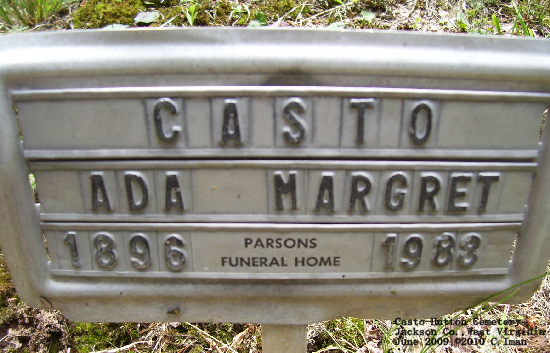 CASTO
ADA MARGRET
1896 PARSONS FUNERAL HOME 1983
Casto-Hutton Cemetery
Jackson Co., West Virginia
June 2009, ©2010 C Iman